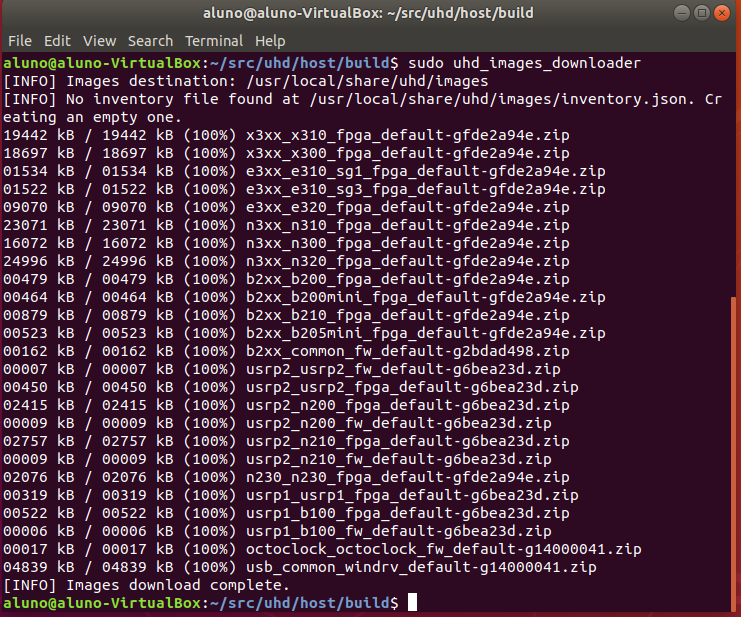 aluno@aluno-VirtualBox: ~/src/uhd/host/build
File Edit View Search Terminal Help
aluno@aluno-VirtualBox:~/src/uhd/host/build$ sudo uhd_images_downloader
[INFO] Images destination: /usr/local/share/uhd/images
[INFO] No inventory file found at /usr/local/share/uhd/images/inventory.json. Cr
eating an empty one.
19442 kB / 19442 kB (100%) x3xx_x310_fpga_default-gfde2a94e.zip
18697 kB / 18697 kB (100%) x3xx_x300_fpga_default-gfde2a94e.zip
01534 kB / 01534 kB (100%) e3xx_e310_sg1_fpga_default-gfde2a94e.zip
01522 kB / 01522 kB (100%) e3xx_e310_sg3_fpga_default-gfde2a94e.zip
09070 kB / 09070 kB (100%) e3xx_e320_fpga_default-gfde2a94e.zip
23071 kB / 23071 kB (100%) n3xx_n310_fpga_default-gfde2a94e.zip
16072 kB / 16072 kB (100%) n3xx_n300_fpga_default-gfde2a94e.zip
24996 kB / 24996 kB (100%) n3xx_n320_fpga_default-gfde2a94e.zip
00479 kB / 00479 kB (100%) b2xx_b200_fpga_default-gfde2a94e.zip
00464 kB / 00464 kB (100%) b2xx_b200mini_fpga_default-gfde2a94e.zip
00879 kB / 00879 kB (100%) b2xx_b210_fpga_default-gfde2a94e.zip
00523 kB / 00523 kB (100%) b2xx_b205mini_fpga_default-gfde2a94e.zip
00162 kB / 00162 kB (100%) b2xx_common_fw_default-g2bdad498.zip
00007 kB / 00007 kB (100%) usrp2_usrp2_fw_default-g6bea23d.zip
00450 kB / 00450 kB (100%) usrp2_usrp2_fpga_default-g6bea23d.zip
02415 kB / 02415 kB (100%) usrp2_n200_fpga_default-g6bea23d.zip
00009 kB / 00009 kB (100%) usrp2_n200_fw_default-g6bea23d.zip
02757 kB / 02757 kB (100%) usrp2_n210_fpga_default-g6bea23d.zip
00009 kB / 00009 kB (100%) usrp2_n210_fw_default-g6bea23d.zip
02076 kB / 02076 kB (100%) n230_n230_fpga_default-gfde2a94e.zip
00319 kB / 00319 kB (100%) usrp1_usrp1_fpga_default-g6bea23d.zip
00522 kB / 00522 kB (100%) usrp1_b100_fpga_default-g6bea23d.zip
00006 kB / 00006 kB (100%) usrp1_b100_fw_default-g6bea23d.zip
00017 kB / 00017 kB (100%) octoclock_octoclock_fw_default-g14000041.zip
04839 kB / 04839 kB (100%) usb_common_windrv_default-g14000041.zip
[INFO] Images download complete.
aluno@aluno-VirtualBox:~/src/uhd/host/build$